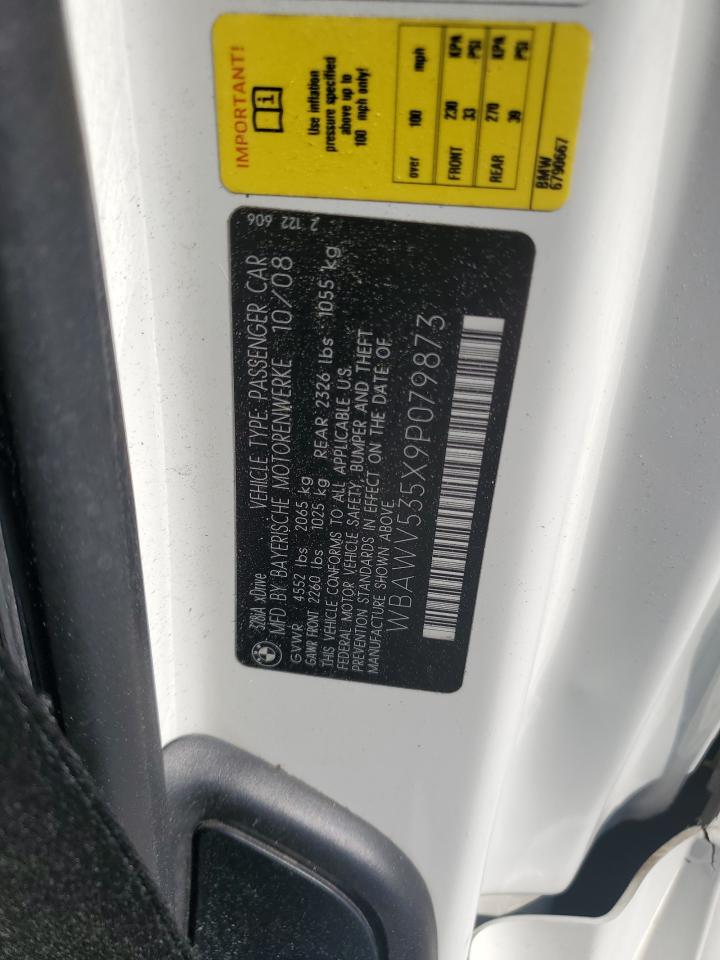 IMPORTANT!
i
Use inflation
pressure specified
above up to
100 mph only!
over 100 mph
KPA PSI KPA PSI
FRONT 230 33
REAR 270 39
BMW
6790667
2 122 606
328iA xDrive VEHICLE TYPE: PASSENGER CAR
MFD BY BAYERISCHE MOTORENWERKE 10/08
GVWR 4552 lbs 2065 kg
GAWR FRONT 2260 lbs 1025 kg REAR 2326 lbs 1055 kg
THIS VEHICLE CONFORMS TO ALL APPLICABLE U.S.
FEDERAL MOTOR VEHICLE SAFETY, BUMPER AND THEFT
PREVENTION STANDARDS IN EFFECT ON THE DATE OF
MANUFACTURE SHOWN ABOVE.
WBAWV535X9P079873